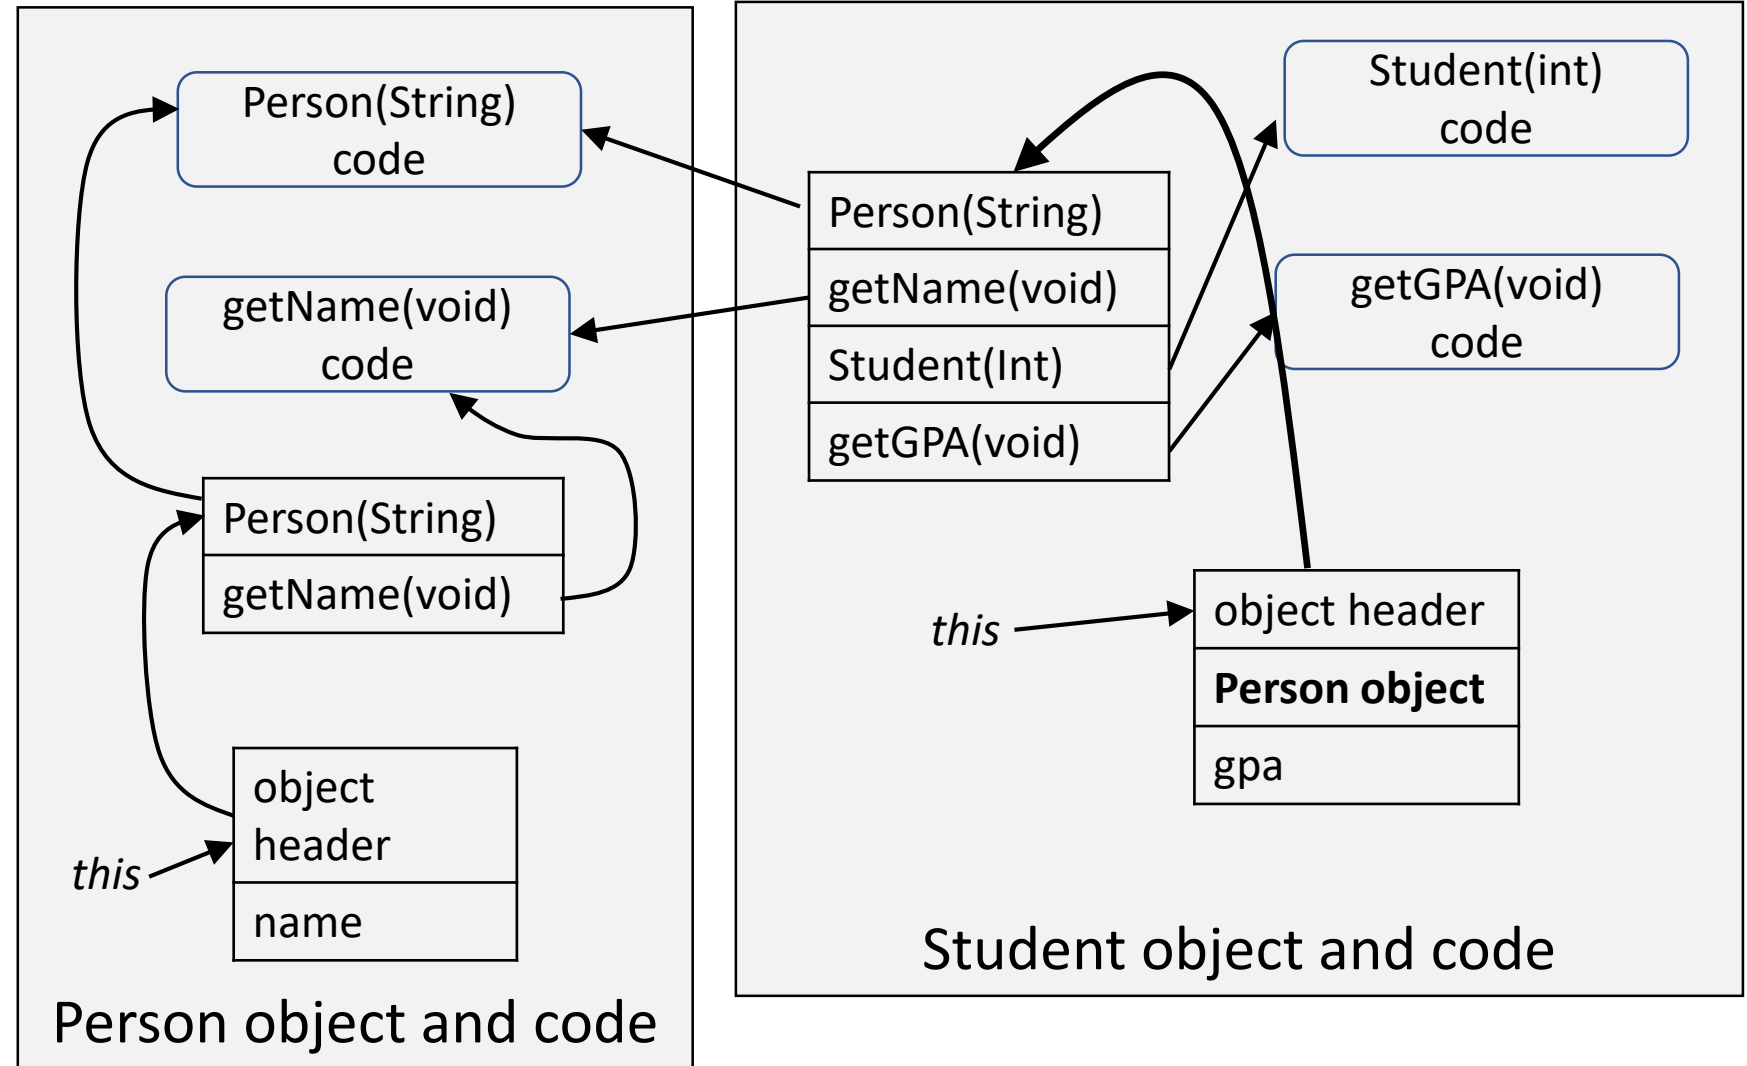 Person(String)
code
getName(void)
code
Person(String)
getName(void)
object
header
this
name
Person object and code
Student(int)
code
Person(String)
getName(void)
Student(Int)
getGPA(void)
getGPA(void)
code
this
object header
Person object
gpa
Student object and code